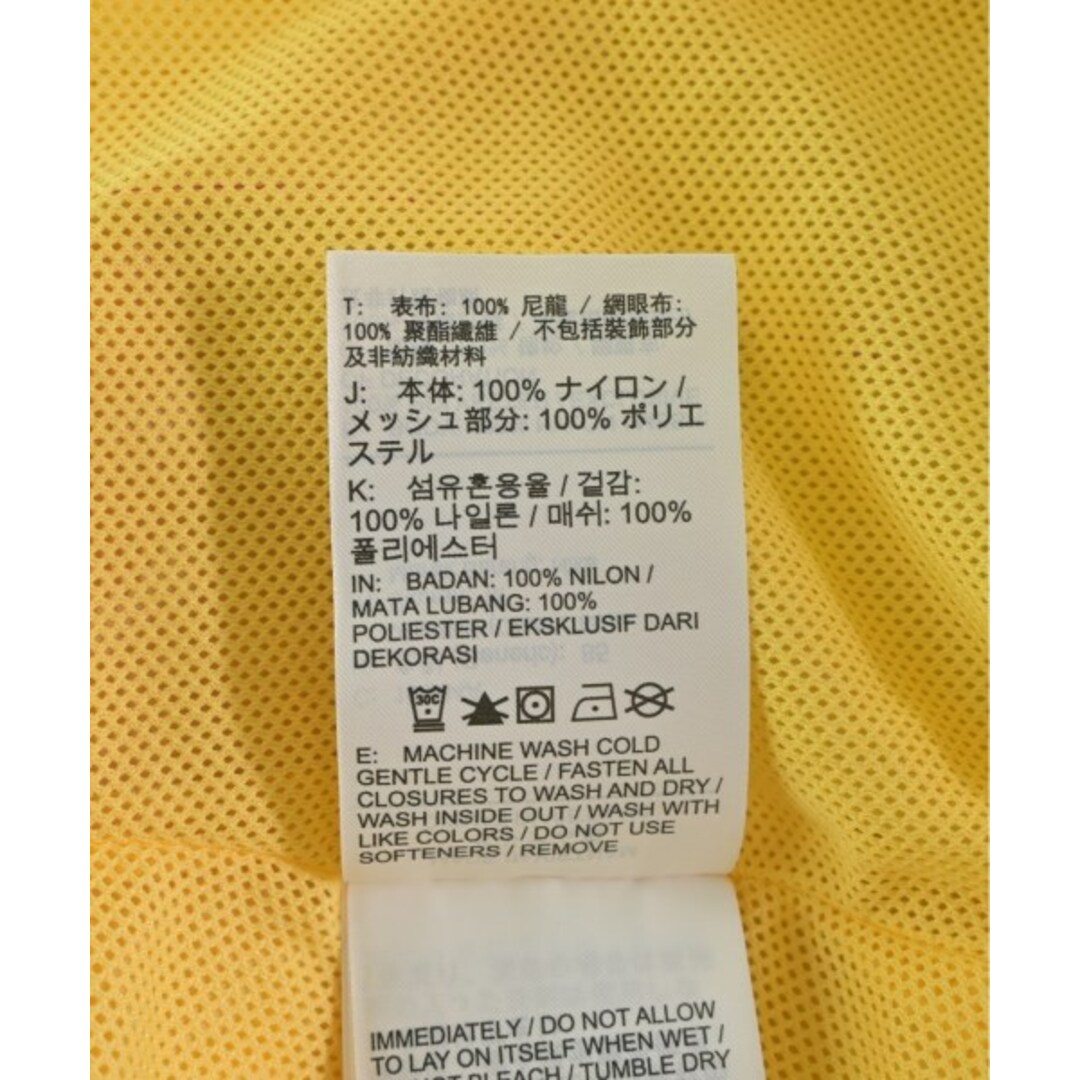 T: 表布: 100% 尼龍 / 網眼布:
100% 聚酯纖維 / 不包括裝飾部分
及非紡織材料
J: 本体: 100% ナイロン /
メッシュ部分: 100% ポリエ
ステル
K: 섬유혼용율 / 겉감:
100% 나일론 / 매쉬: 100%
폴리에스터
IN: BADAN: 100% NILON /
MATA LUBANG: 100%
POLIESTER / EKSKLUSIF DARI
DEKORASI
30C
E: MACHINE WASH COLD
GENTLE CYCLE / FASTEN ALL
CLOSURES TO WASH AND DRY /
WASH INSIDE OUT / WASH WITH
LIKE COLORS / DO NOT USE
SOFTENERS / REMOVE
IMMEDIATELY / DO NOT ALLOW
TO LAY ON ITSELF WHEN WET /
BLEACH / TUMBLE DRY